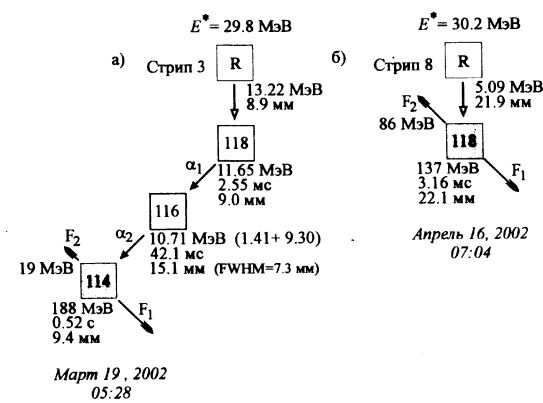 а)
E* = 29.8 МэВ
Стрип 3
R
13.22 МэВ
8.9 мм
118
α1
11.65 МэВ
2.55 мс
9.0 мм
116
α2
10.71 МэВ (1.41+ 9.30)
42.1 мс
15.1 мм (FWHM=7.3 мм)
F2
19 МэВ
114
F1
188 МэВ
0.52 с
9.4 мм
Март 19 , 2002
05:28
б)
E* = 30.2 МэВ
Стрип 8
R
5.09 МэВ
21.9 мм
F2
86 МэВ
118
F1
137 МэВ
3.16 мс
22.1 мм
Апрель 16, 2002
07:04